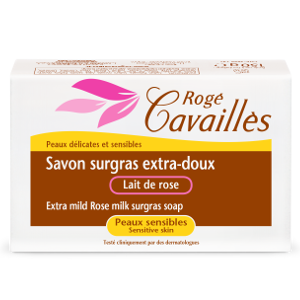 150g
Rogé
Cavaillès
Peaux délicates et sensibles
Savon surgras extra-doux
Lait de rose
Extra mild Rose milk surgras soap
Peaux sensibles
Sensitive skin
Testé cliniquement par des dermatologues